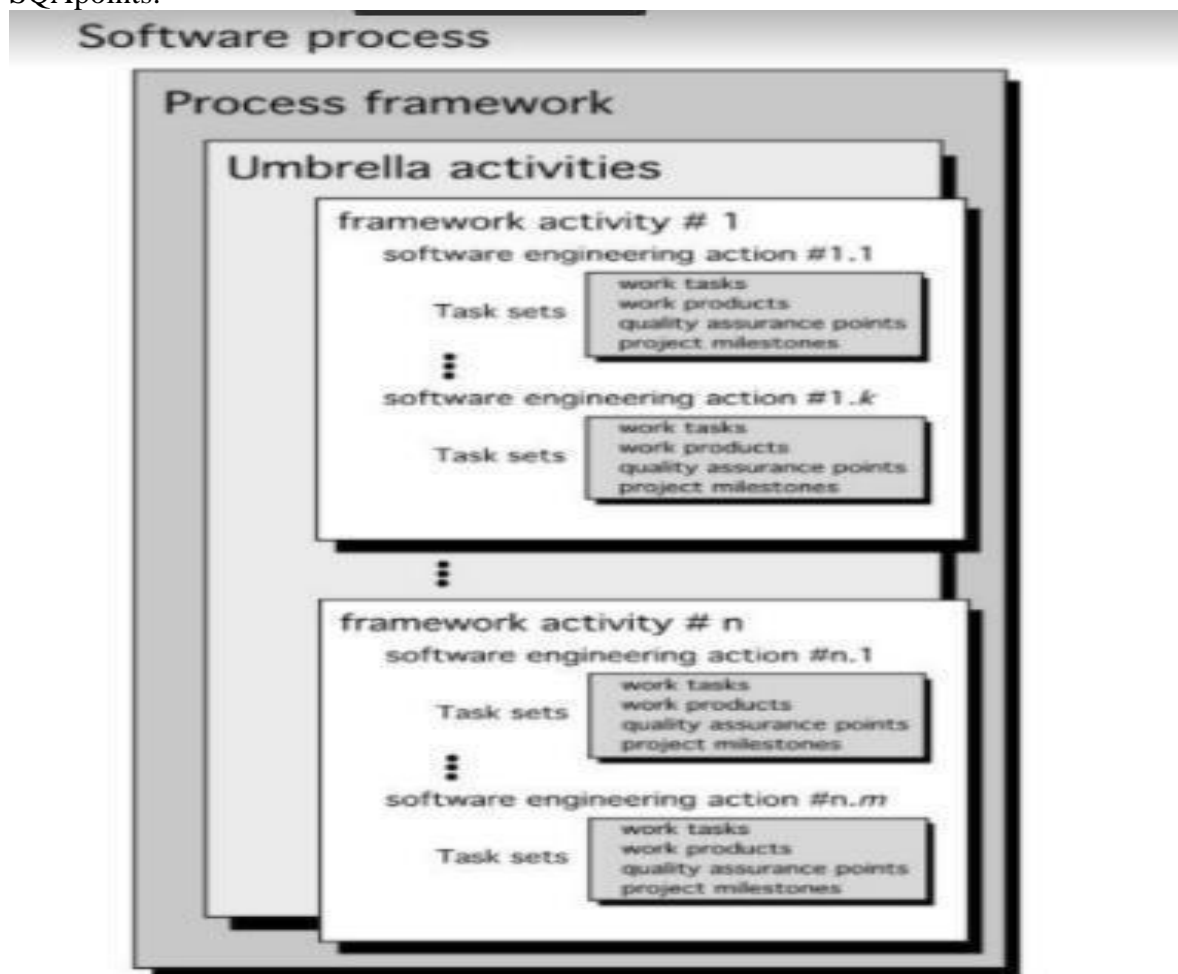 SQApoints.
Software process
Process framework
Umbrella activities
framework activity # 1
software engineering action #1.1
Task sets
work tasks
work products
quality assurance points
project milestones
software engineering action #1.k
Task sets
work tasks
work products
quality assurance points
project milestones
framework activity # n
software engineering action #n.1
Task sets
work tasks
work products
quality assurance points
project milestones
software engineering action #n.m
Task sets
work tasks
work products
quality assurance points
project milestones